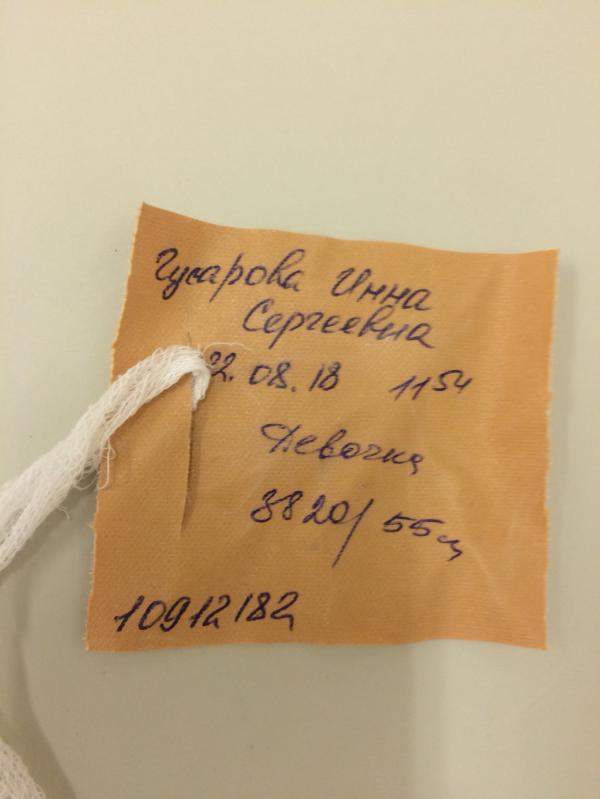 Гусарова Инна
Сергеевна
22.08.18 11 54
Девочка
3820/55см
10912182